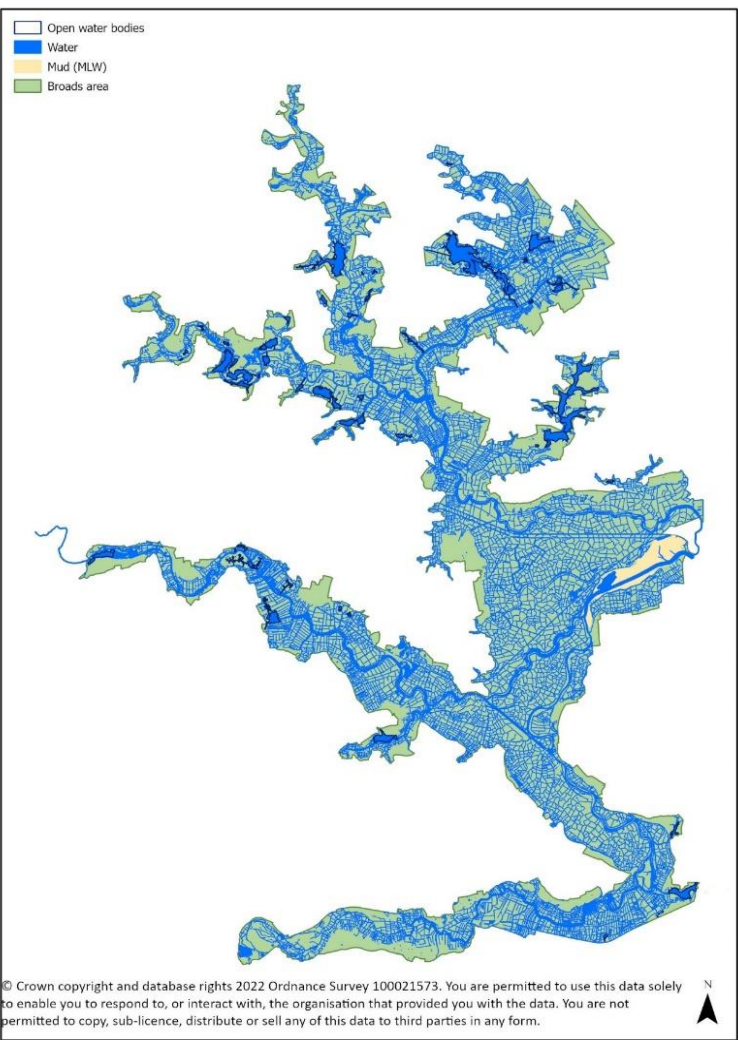 Open water bodies
Water
Mud (MLW)
Broads area
© Crown copyright and database rights 2022 Ordnance Survey 100021573. You are permitted to use this data solely
to enable you to respond to, or interact with, the organisation that provided you with the data. You are not
permitted to copy, sub-licence, distribute or sell any of this data to third parties in any form.
N